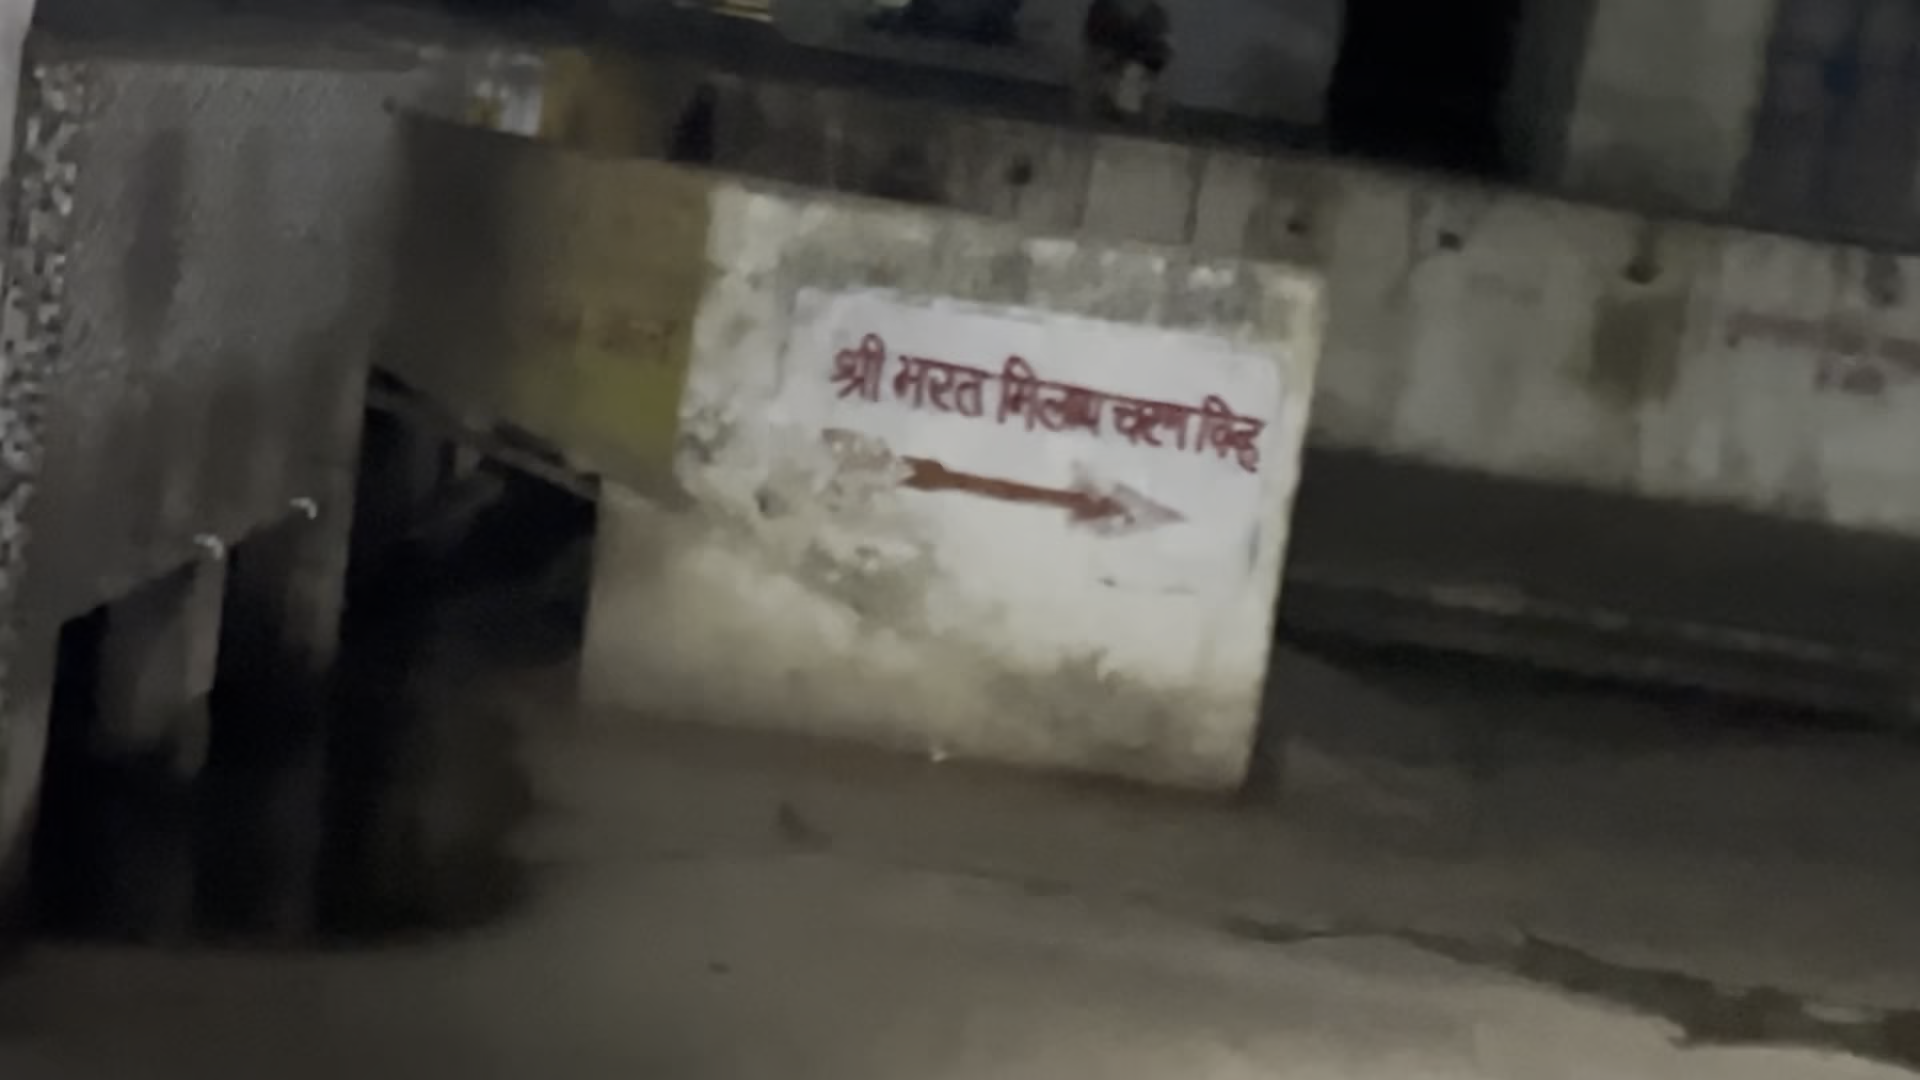 श्री भरत मिलाप चरण चिन्ह